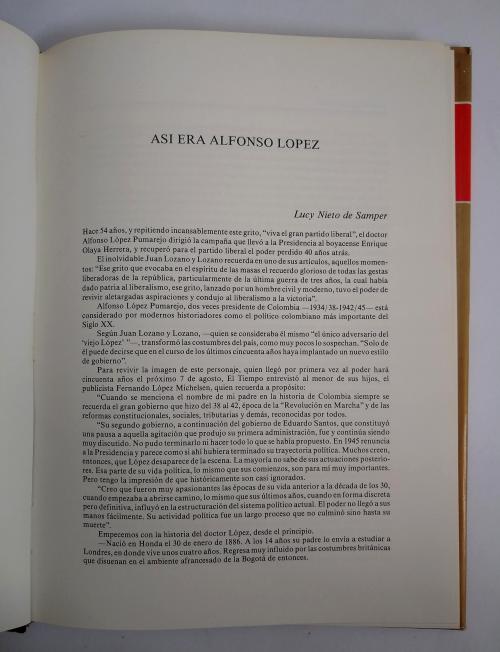 ASI ERA ALFONSO LOPEZ
Lucy Nieto de Samper
Hace 54 años, y repitiendo incansablemente este grito, “viva el gran partido liberal”, el doctor
Alfonso López Pumarejo dirigió la campaña que llevó a la Presidencia al boyacense Enrique
Olaya Herrera, y recuperó para el partido liberal el poder perdido 40 años atrás.
El inolvidable Juan Lozano y Lozano recuerda en uno de sus artículos, aquellos momen-
tos: “Ese grito que evocaba en el espíritu de las masas el recuerdo glorioso de todas las gestas
liberadoras de la república, particularmente de la última guerra de tres años, la cual había
dado patria al liberalismo, ese grito, lanzado por un hombre civil y moderno, tuvo el poder de
revivir aletargadas aspiraciones y condujo al liberalismo a la victoria”.
Alfonso López Pumarejo, dos veces presidente de Colombia —1934/38-1942/45— está
considerado por modernos historiadores como el político colombiano más importante del
Siglo XX.
Según Juan Lozano y Lozano, —quien se consideraba él mismo “el único adversario del
‘viejo López’ ”—, transformó las costumbres del país, como muy pocos lo sospechan. “Solo de
él puede decirse que en el curso de los últimos cincuenta años haya implantado un nuevo estilo
de gobierno”.
Para revivir la imagen de este personaje, quien llegó por primera vez al poder hará
cincuenta años el próximo 7 de agosto, El Tiempo entrevistó al menor de sus hijos, el
publicista Fernando López Michelsen, quien recuerda a propósito:
“Cuando se menciona el nombre de mi padre en la historia de Colombia siempre se
recuerda el gran gobierno que hizo del 38 al 42, época de la “Revolución en Marcha” y de las
reformas constitucionales, sociales, tributarias y demás, reconocidas por todos.
“Su segundo gobierno, a continuación del gobierno de Eduardo Santos, que constituyó
una pausa a aquella agitación que produjo su primera administración, fue y continúa siendo
muy discutido. No pudo terminarlo ni hacer todo lo que se había propuesto. En 1945 renuncia
a la Presidencia y parece como si ahí hubiera terminado su trayectoria política. Muchos creen,
entonces, que López desaparece de la escena. La mayoría no sabe de sus actuaciones posterio-
res. Esa parte de su vida política, lo mismo que sus comienzos, son para mí muy importantes.
Pero tengo la impresión de que históricamente son casi ignorados.
“Creo que fueron muy apasionantes las épocas de su vida anterior a la década de los 30,
cuando empezaba a abrirse camino, lo mismo que sus últimos años, cuando en forma discreta
pero definitiva, influyó en la estructuración del sistema político actual. El poder no llegó a sus
manos fácilmente. Su actividad política fue un largo proceso que no culminó sino hasta su
muerte”.
Empecemos con la historia del doctor López, desde el principio.
—Nació en Honda el 30 de enero de 1886. A los 14 años su padre lo envía a estudiar a
Londres, en donde vive unos cuatro años. Regresa muy influido por las costumbres británicas
que disuenan en el ambiente afrancesado de la Bogotá de entonces.